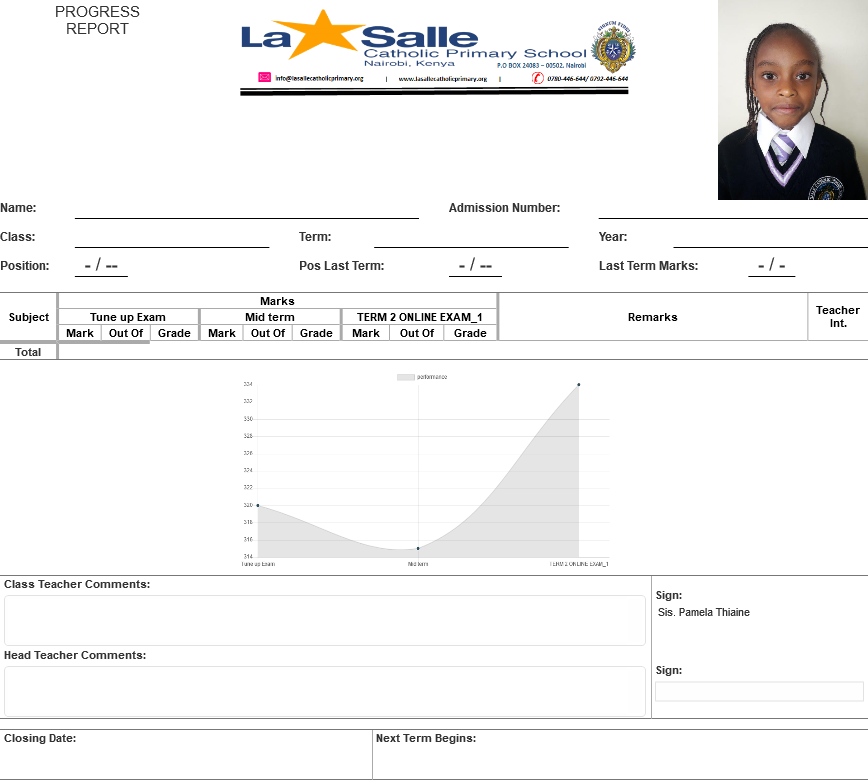 PROGRESS
REPORT
La Salle
Catholic Primary School
Nairobi, Kenya
P.O BOX 24083 – 00502, Nairobi
info@lasallecatholicprimary.org | www.lasallecatholicprimary.org | 0780-446-644/ 0792-446-644
Name: Admission Number:
Class: Term: Year:
Position: - / -- Pos Last Term: - / -- Last Term Marks: - / -
Subject Marks Remarks Teacher Int.
Tune up Exam Mid term TERM 2 ONLINE EXAM_1
Mark Out Of Grade Mark Out Of Grade Mark Out Of Grade
Total
performance
334
332
330
328
326
324
322
320
318
316
314
Tune up Exam Mid term TERM 2 ONLINE EXAM_1
Class Teacher Comments:
Sign:
Sis. Pamela Thiaine
Head Teacher Comments:
Sign:
Closing Date: Next Term Begins: